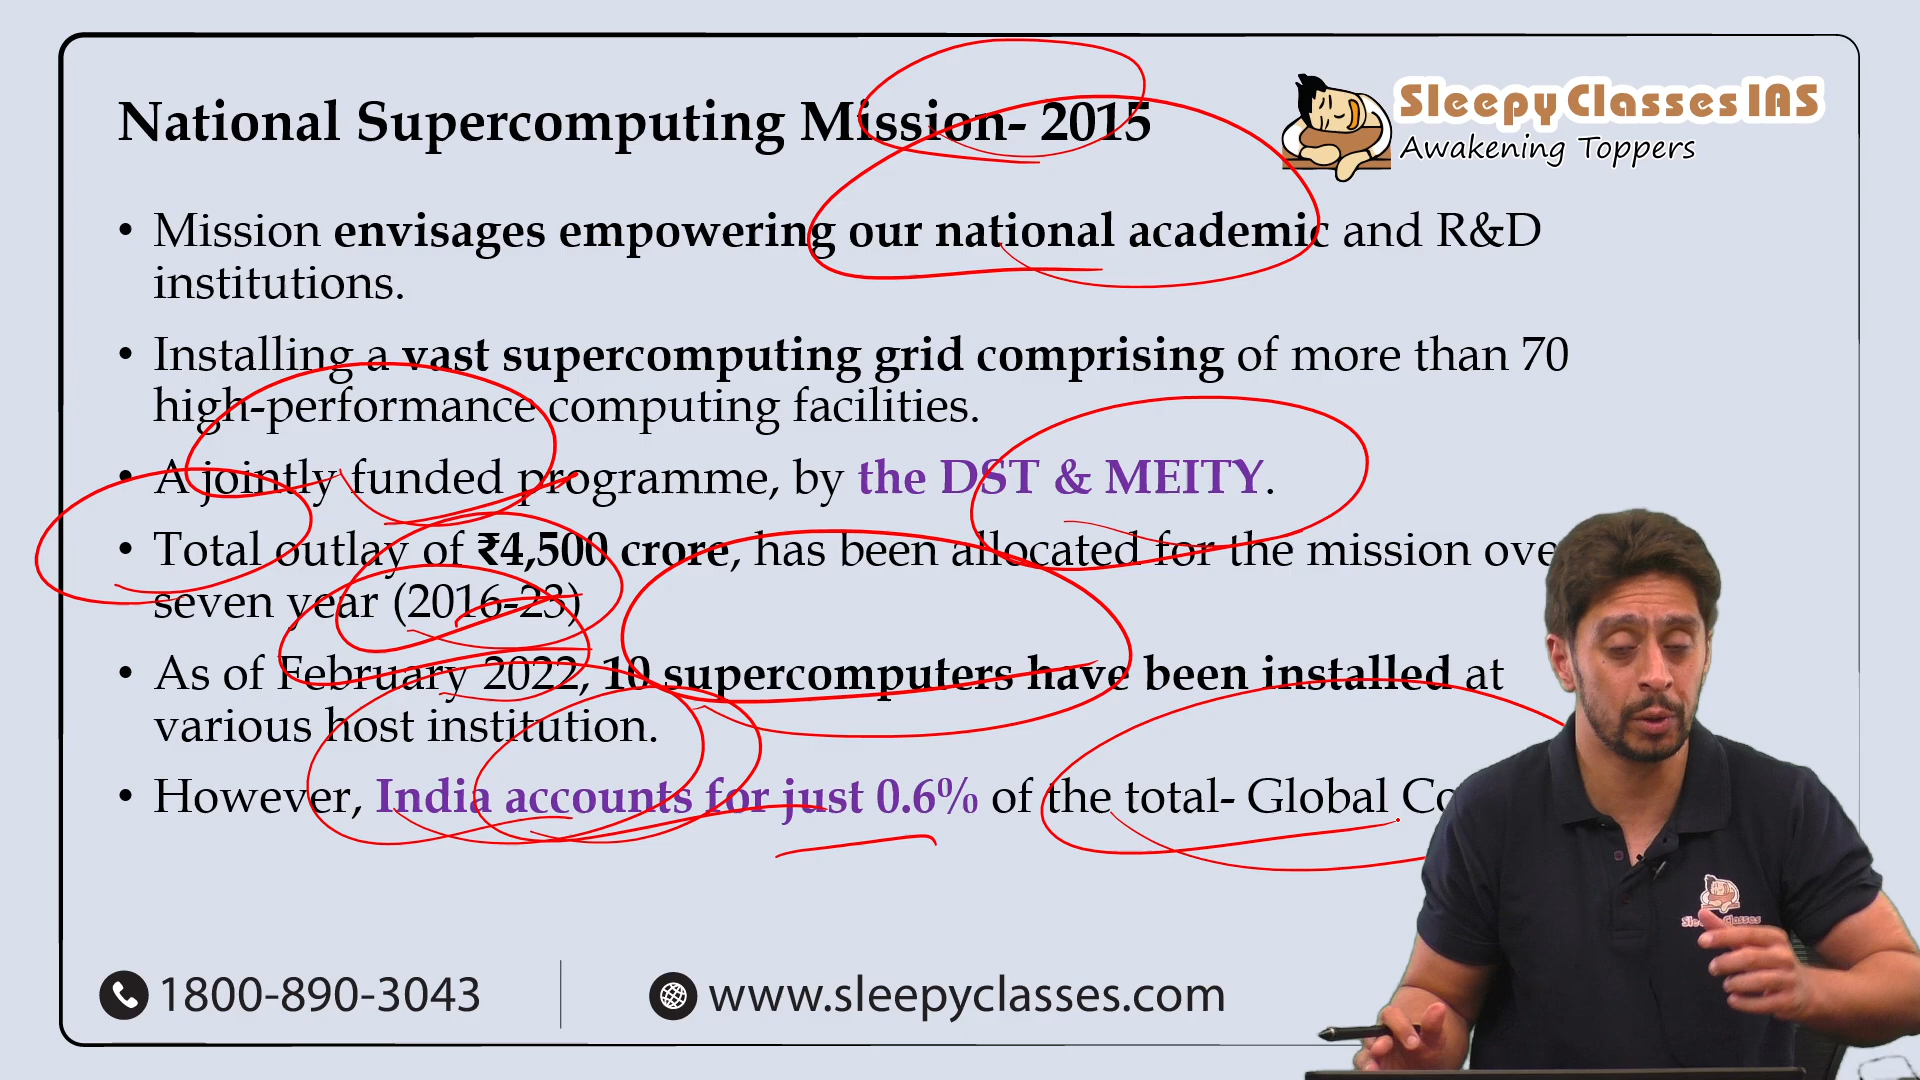 National Supercomputing Mission- 2015
Sleepy Classes IAS
Awakening Toppers
• Mission envisages empowering our national academic and R&D
institutions.
• Installing a vast supercomputing grid comprising of more than 70
high-performance computing facilities.
• A jointly funded programme, by the DST & MEITY.
• Total outlay of ₹4,500 crore, has been allocated for the mission
seven year (2016-23)
• As of February 2022, 10 supercomputers have been installed at
various host institution.
• However, India accounts for just 0.6% of the total- Global
Sleepy Classes
1800-890-3043
www.sleepyclasses.com